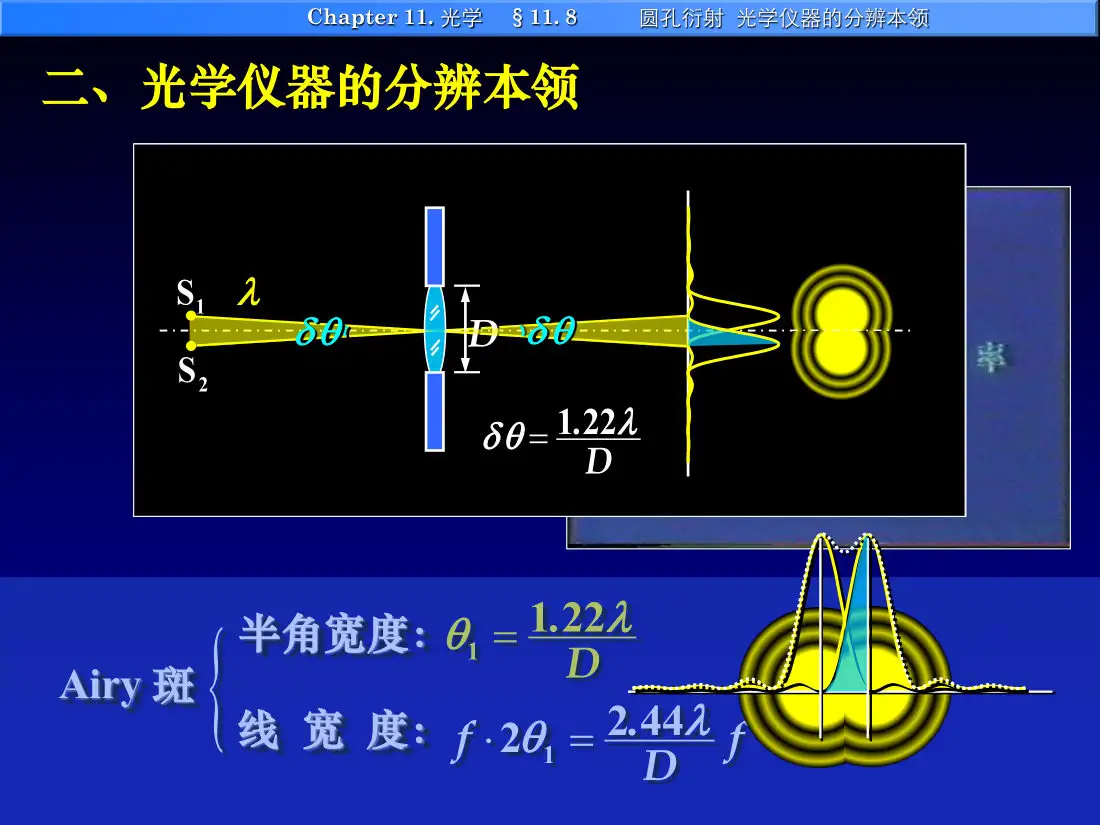 Chapter 11. 光学 §11. 8 圆孔衍射 光学仪器的分辨本领
二、光学仪器的分辨本领
S1 λ
δθ D δθ
S2
率
δθ = 1.22λ / D
Airy 斑
半角宽度: θ1 = 1.22λ / D
线 宽 度: f · 2θ1 = 2.44λ / D f